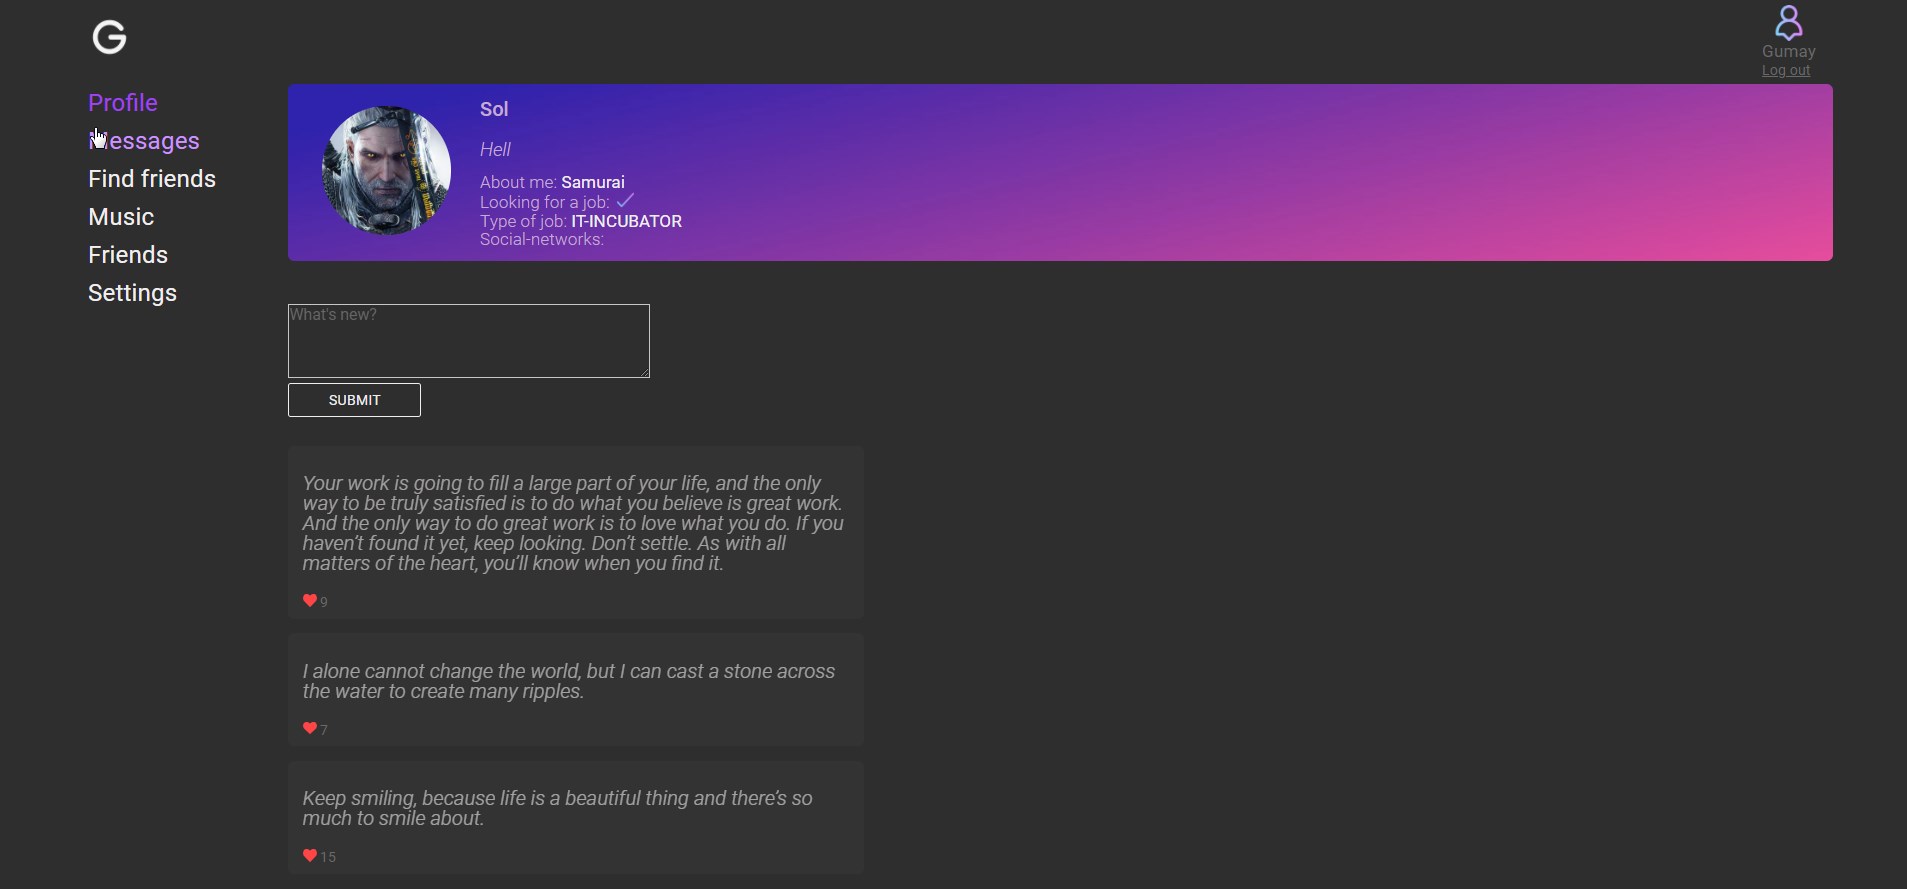 G
Gumay
Log out
Profile
Messages
Find friends
Music
Friends
Settings
Sol
Hell
About me: Samurai
Looking for a job:
Type of job: IT-INCUBATOR
Social-networks:
What's new?
SUBMIT
Your work is going to fill a large part of your life, and the only
way to be truly satisfied is to do what you believe is great work.
And the only way to do great work is to love what you do. If you
haven’t found it yet, keep looking. Don’t settle. As with all
matters of the heart, you’ll know when you find it.
9
I alone cannot change the world, but I can cast a stone across
the water to create many ripples.
7
Keep smiling, because life is a beautiful thing and there’s so
much to smile about.
15